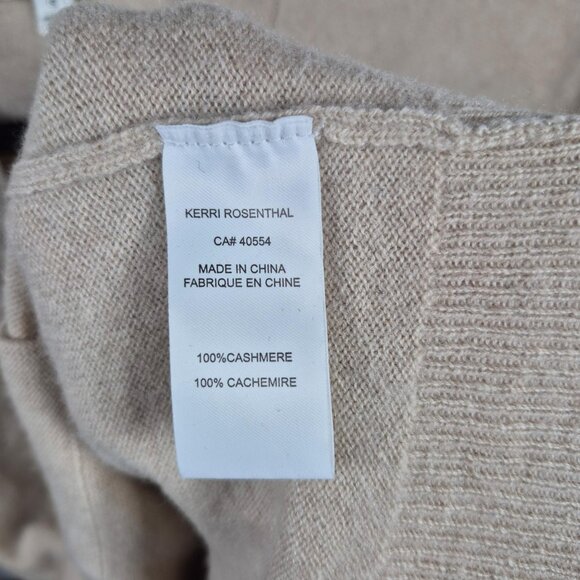 KERRI ROSENTHAL
CA# 40554
MADE IN CHINA
FABRIQUE EN CHINE
100%CASHMERE
100% CACHEMIRE